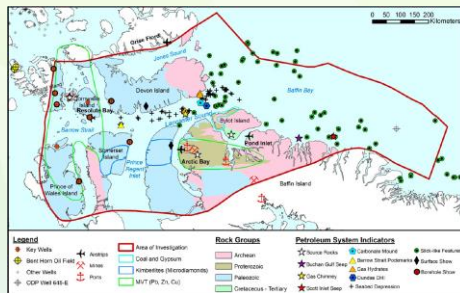 0 25 50 100 150 200
Kilometers
Grise Fiord
Jones Sound
Baffin Bay
Devon Island
Cornwallis Island
Resolute Bay
Bylot Island
Barrow Strait
Pond Inlet
Somerset Island
Prince Regent Inlet
Arctic Bay
Prince of Wales Island
Baffin Island
Legend
Key Wells
Bent Horn Oil Field
Other Wells
ODP Well 645-E
Airstrips
Mines
Ports
Area of Investigation
Coal and Gypsum
Kimberlites (Microdiamonds)
MVT (Pb, Zn, Cu)
Rock Groups
Archean
Proterozoic
Paleozoic
Cretaceous - Tertiary
Petroleum System Indicators
Source Rocks
Buchan Gulf Seep
Gas Chimney
Scott Inlet Seep
Carbonate Mound
Barrow Strait Pockmarks
Gas Hydrates
Dundas Oil
Seabed Depression
Slick-like Features
Surface Show
Borehole Show